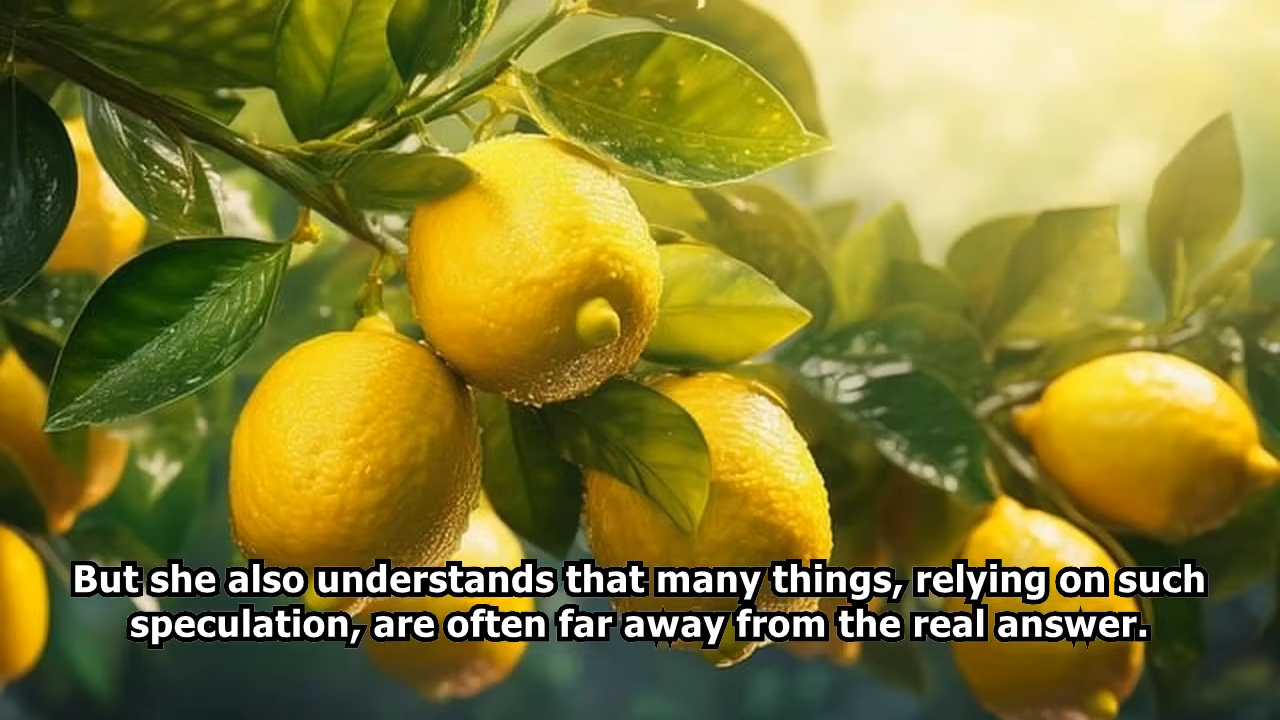 But she also understands that many things, relying on such
speculation, are often far away from the real answer.